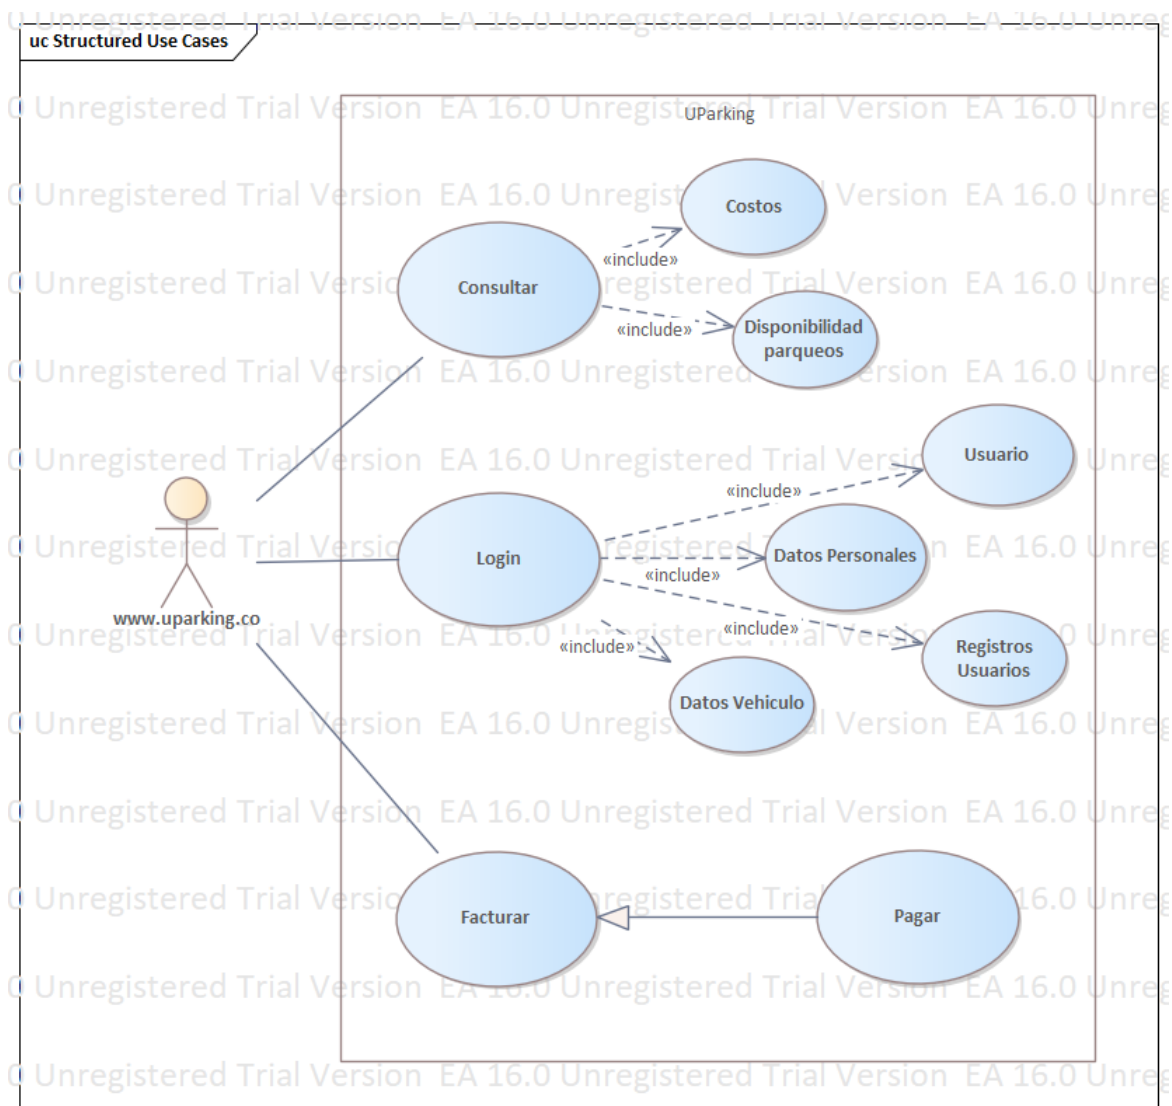 uc Structured Use Cases
UParking
Costos
«include»
Consultar
Disponibilidad
parqueos
«include»
Usuario
«include»
Login
Datos Personales
«include»
www.uparking.co
«include»
Registros
Usuarios
«include»
Datos Vehiculo
Facturar
Pagar
0 Unregistered Trial Version EA 16.0 Unregistered Trial Version EA 16.0 Unreg